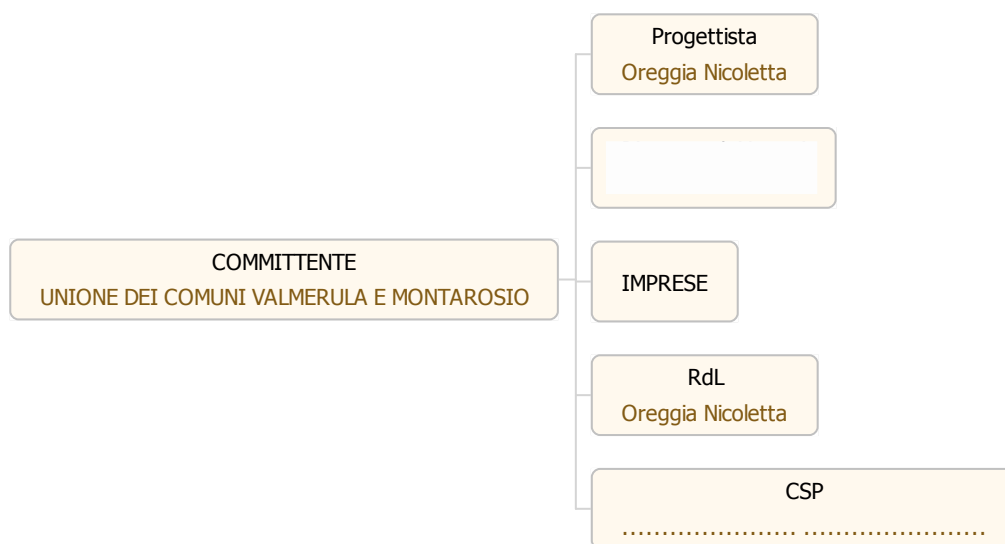 Progettista
Oreggia Nicoletta
COMMITTENTE
UNIONE DEI COMUNI VALMERULA E MONTAROSIO
IMPRESE
RdL
Oreggia Nicoletta
CSP
...................... .......................